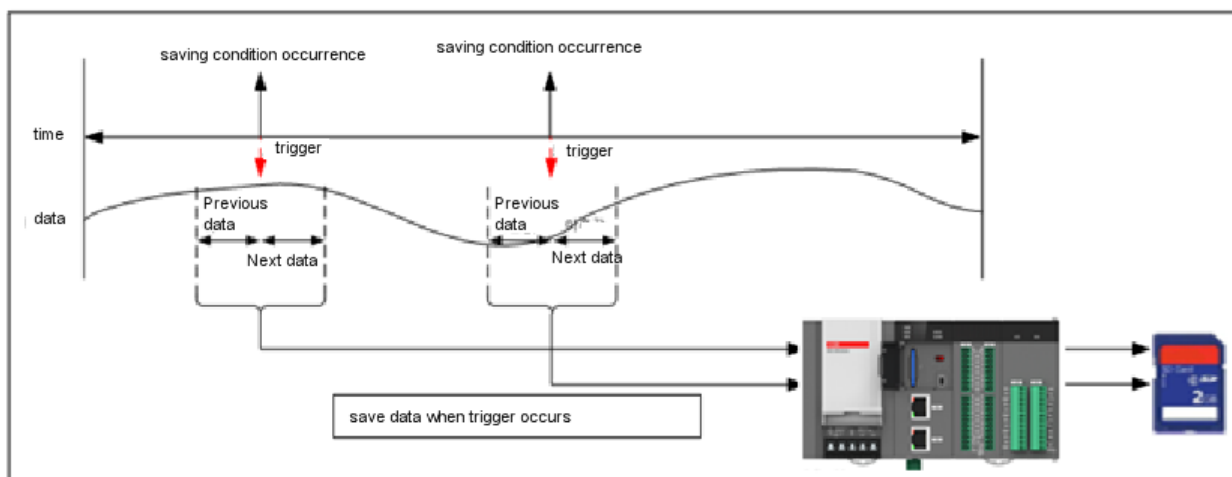 saving condition occurrence
saving condition occurrence
time
trigger
trigger
data
Previous
data
Next data
Previous
data
Next data
save data when trigger occurs
2